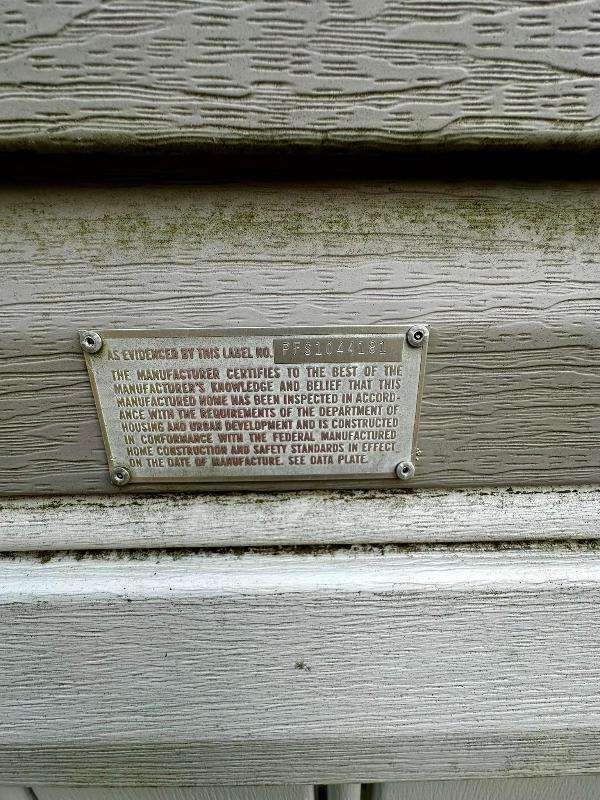 AS EVIDENCED BY THIS LABEL NO. PFS1044181
THE MANUFACTURER CERTIFIES TO THE BEST OF THE
MANUFACTURER'S KNOWLEDGE AND BELIEF THAT THIS
MANUFACTURED HOME HAS BEEN INSPECTED IN ACCORD-
ANCE WITH THE REQUIREMENTS OF THE DEPARTMENT OF
HOUSING AND URBAN DEVELOPMENT AND IS CONSTRUCTED
IN CONFORMANCE WITH THE FEDERAL MANUFACTURED
HOME CONSTRUCTION AND SAFETY STANDARDS IN EFFECT
ON THE DATE OF MANUFACTURE. SEE DATA PLATE.